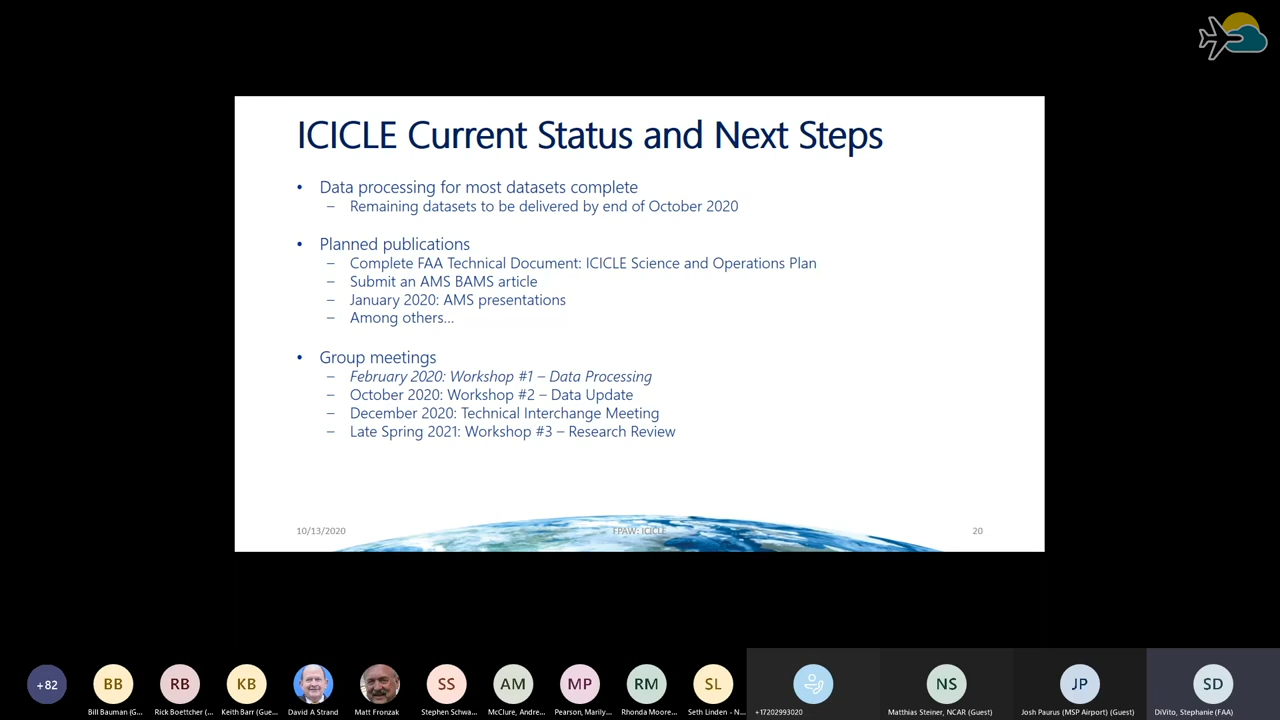 ICICLE Current Status and Next Steps
• Data processing for most datasets complete
– Remaining datasets to be delivered by end of October 2020
• Planned publications
– Complete FAA Technical Document: ICICLE Science and Operations Plan
– Submit an AMS BAMS article
– January 2020: AMS presentations
– Among others...
• Group meetings
– February 2020: Workshop #1 – Data Processing
– October 2020: Workshop #2 – Data Update
– December 2020: Technical Interchange Meeting
– Late Spring 2021: Workshop #3 – Research Review
10/13/2020 FPAW: ICICLE 20
+82 BB RB KB SS AM MP RM SL NS JP SD
Bill Bauman (G... Rick Boettcher (... Keith Barr (Gue... David A Strand Matt Fronzak Stephen Schwa... McClure, Andre... Pearson, Marily... Rhonda Moore... Seth Linden - N... +17202993020 Matthias Steiner, NCAR (Guest) Josh Paurus (MSP Airport) (Guest) DiVito, Stephanie (FAA)